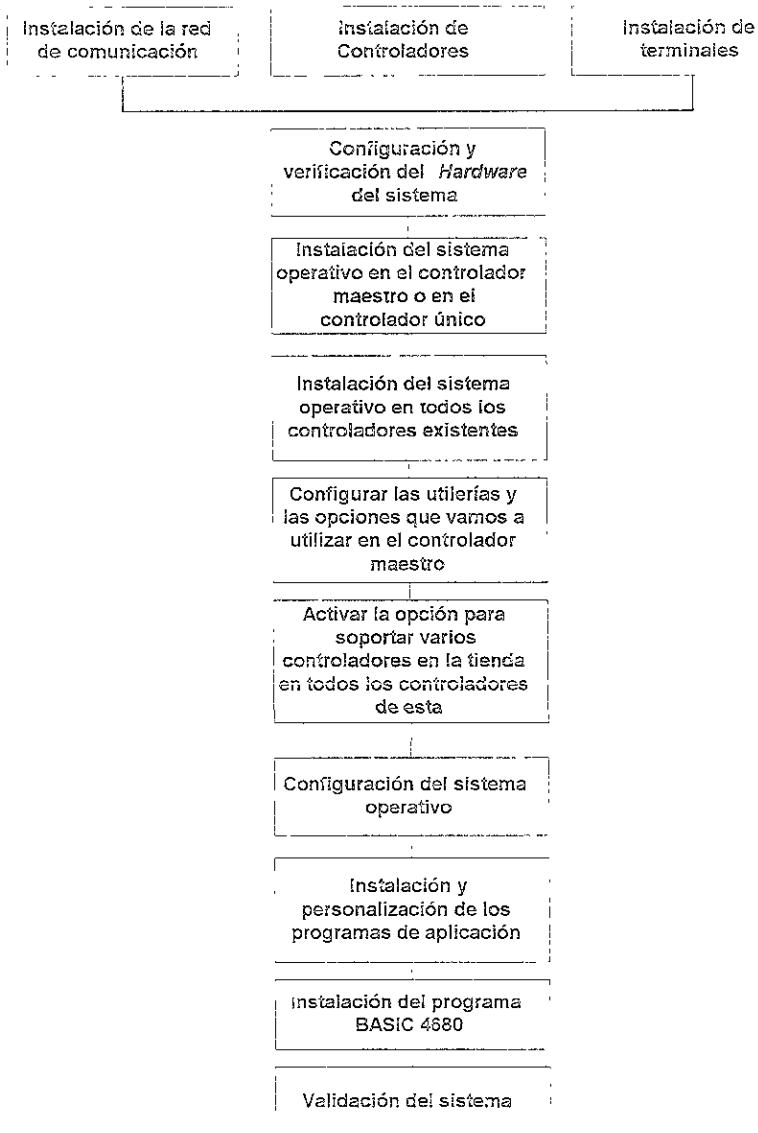 Instalación de la red
de comunicación
Instalación de
Controladores
Instalación de
terminales
Configuración y
verificación del Hardware
del sistema
Instalación del sistema
operativo en el controlador
maestro o en el
controlador único
Instalación del sistema
operativo en todos los
controladores existentes
Configurar las utilerías y
las opciones que vamos a
utilizar en el controlador
maestro
Activar la opción para
soportar varios
controladores en la tienda
en todos los controladores
de esta
Configuración del sistema
operativo
Instalación y
personalización de los
programas de aplicación
Instalación del programa
BASIC 4680
Validación del sistema